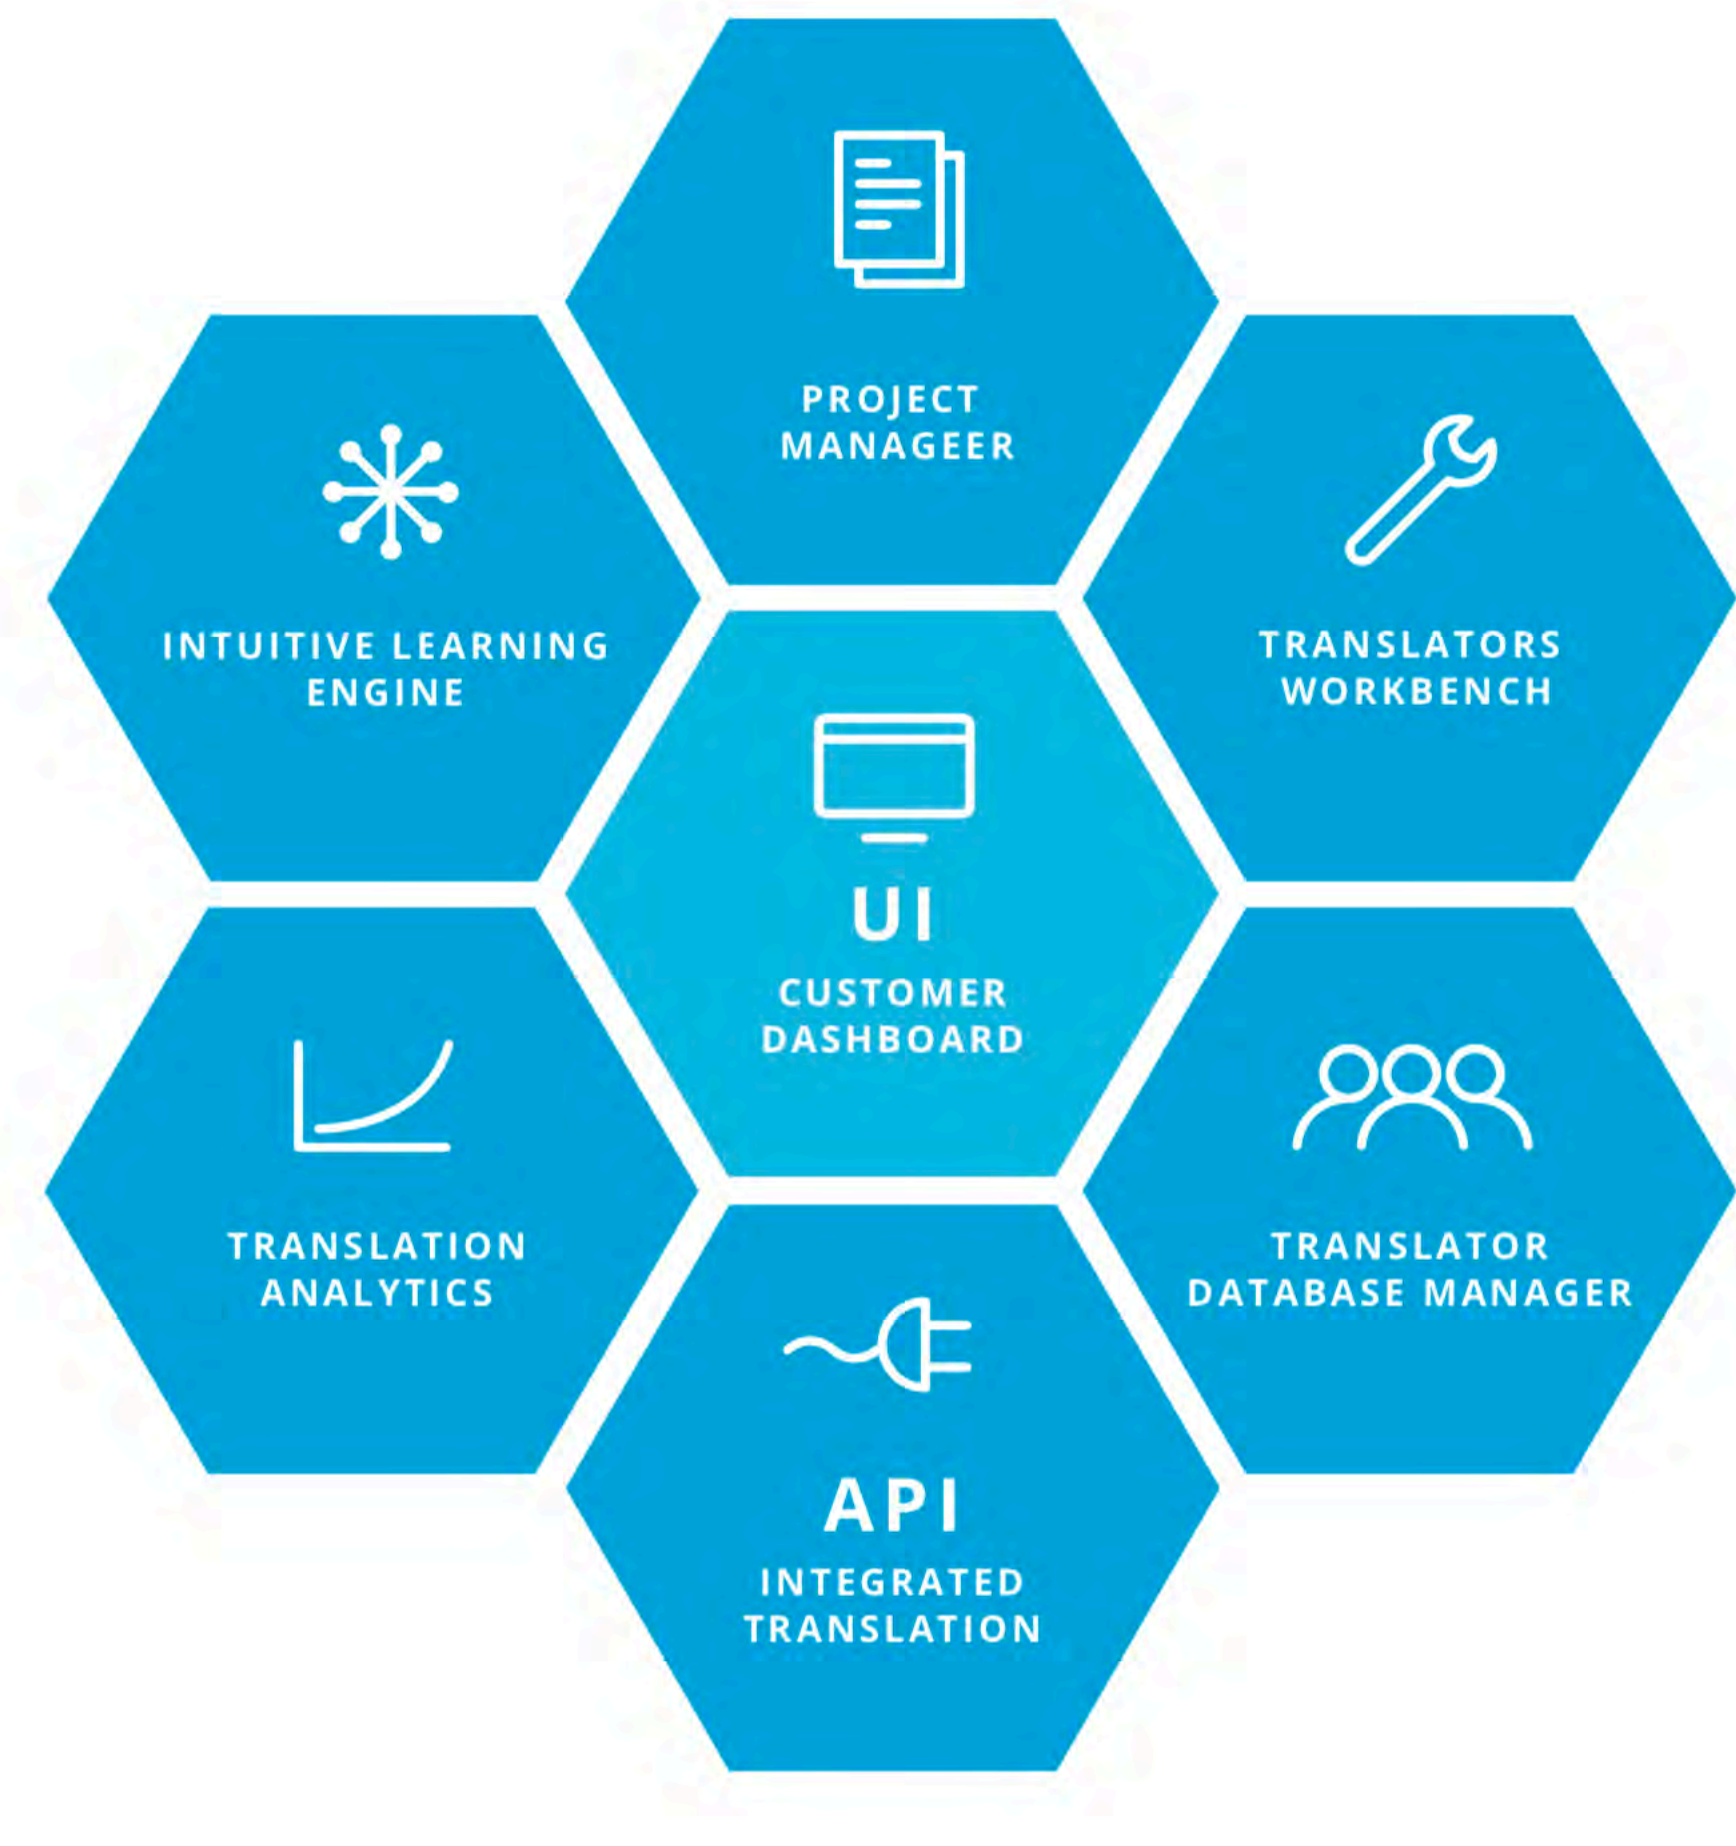 PROJECT
MANAGEER
INTUITIVE LEARNING
ENGINE
TRANSLATORS
WORKBENCH
UI
CUSTOMER
DASHBOARD
TRANSLATION
ANALYTICS
TRANSLATOR
DATABASE MANAGER
API
INTEGRATED
TRANSLATION